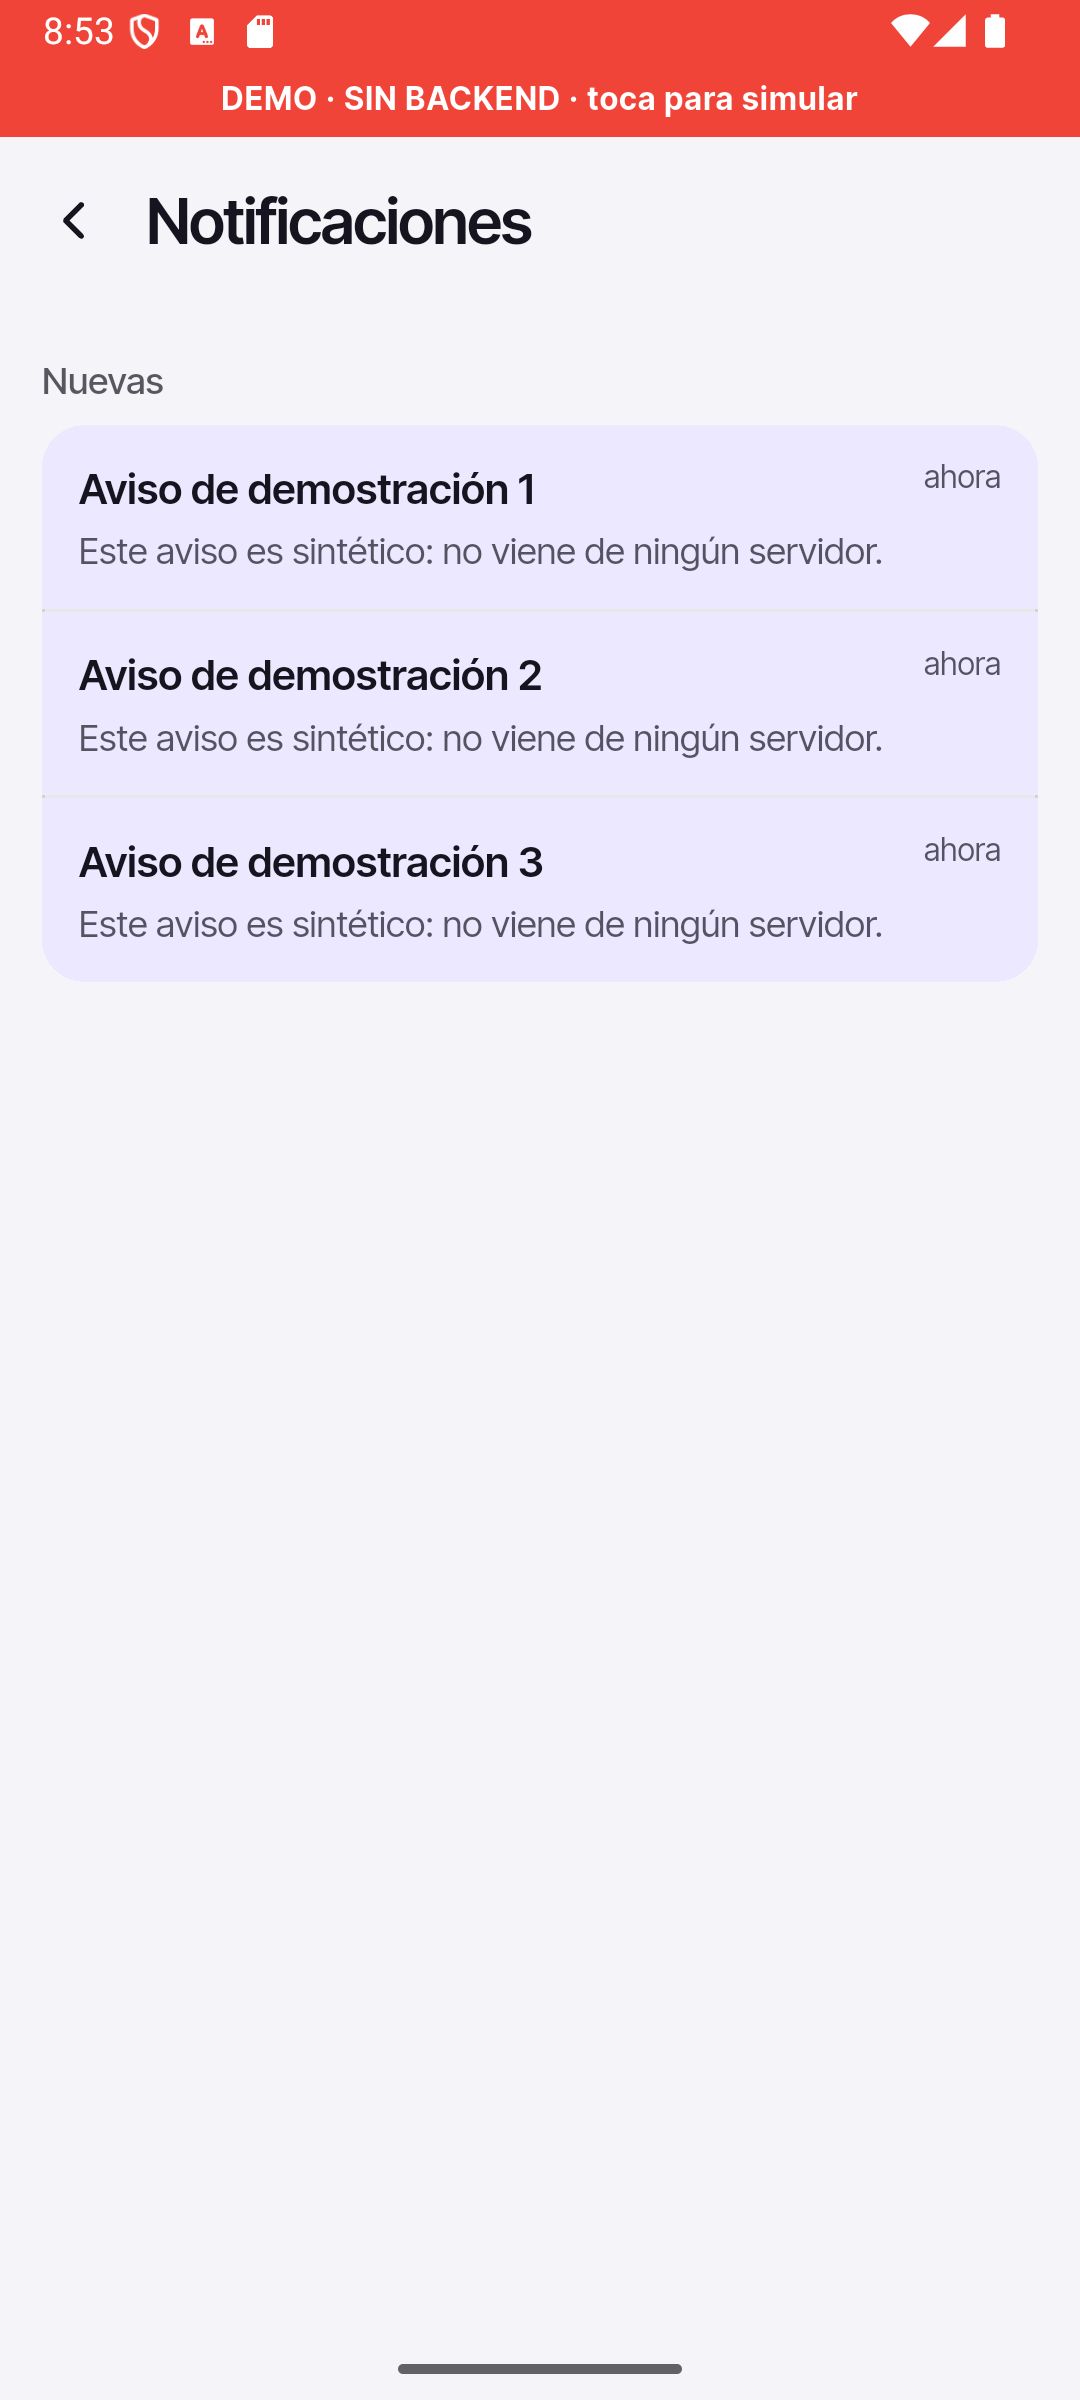 8:53
DEMO · SIN BACKEND · toca para simular
Notificaciones
Nuevas
Aviso de demostración 1
ahora
Este aviso es sintético: no viene de ningún servidor.
Aviso de demostración 2
ahora
Este aviso es sintético: no viene de ningún servidor.
Aviso de demostración 3
ahora
Este aviso es sintético: no viene de ningún servidor.